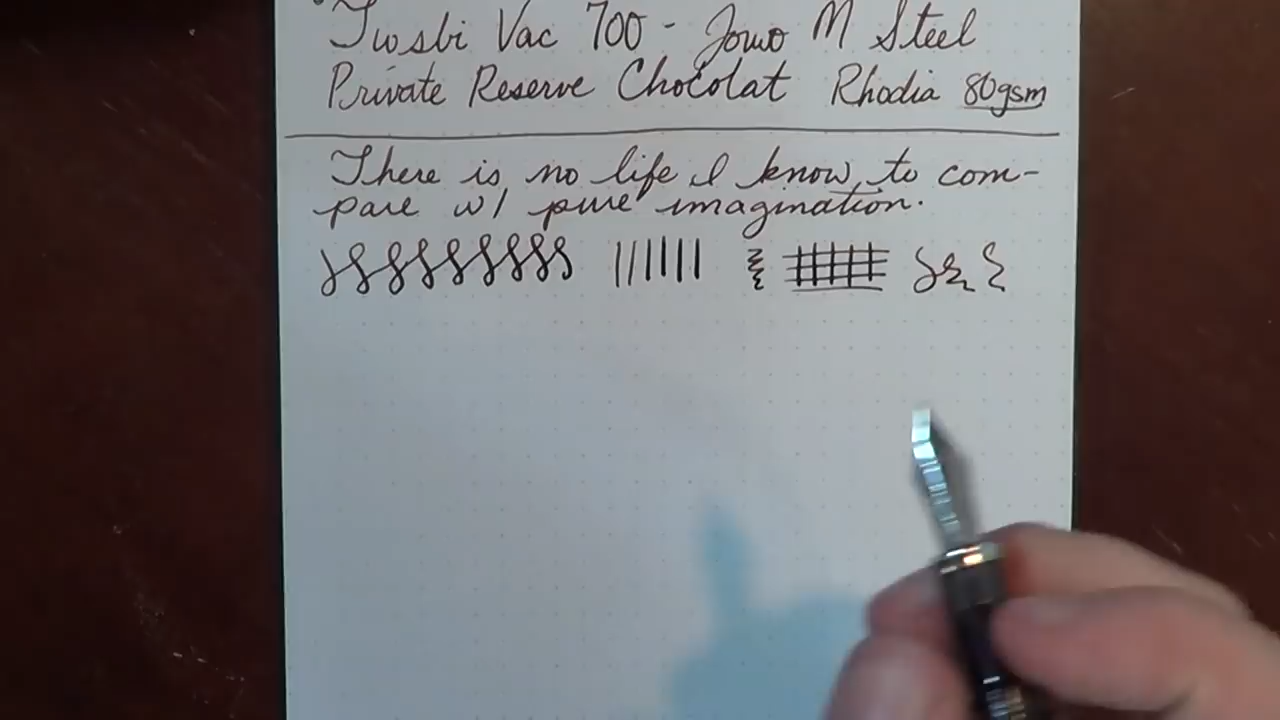 Twsbi Vac 700 - Jowo M Steel
Private Reserve Chocolat Rhodia 80gsm
There is no life I know to com-
pare w/ pure imagination.